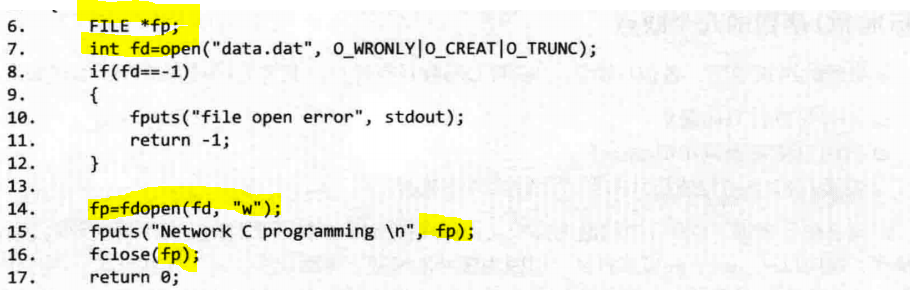 6. FILE *fp;
7. int fd=open("data.dat", O_WRONLY|O_CREAT|O_TRUNC);
8. if(fd==-1)
9. {
10. fputs("file open error", stdout);
11. return -1;
12. }
13.
14. fp=fdopen(fd, "w");
15. fputs("Network C programming \n", fp);
16. fclose(fp);
17. return 0;